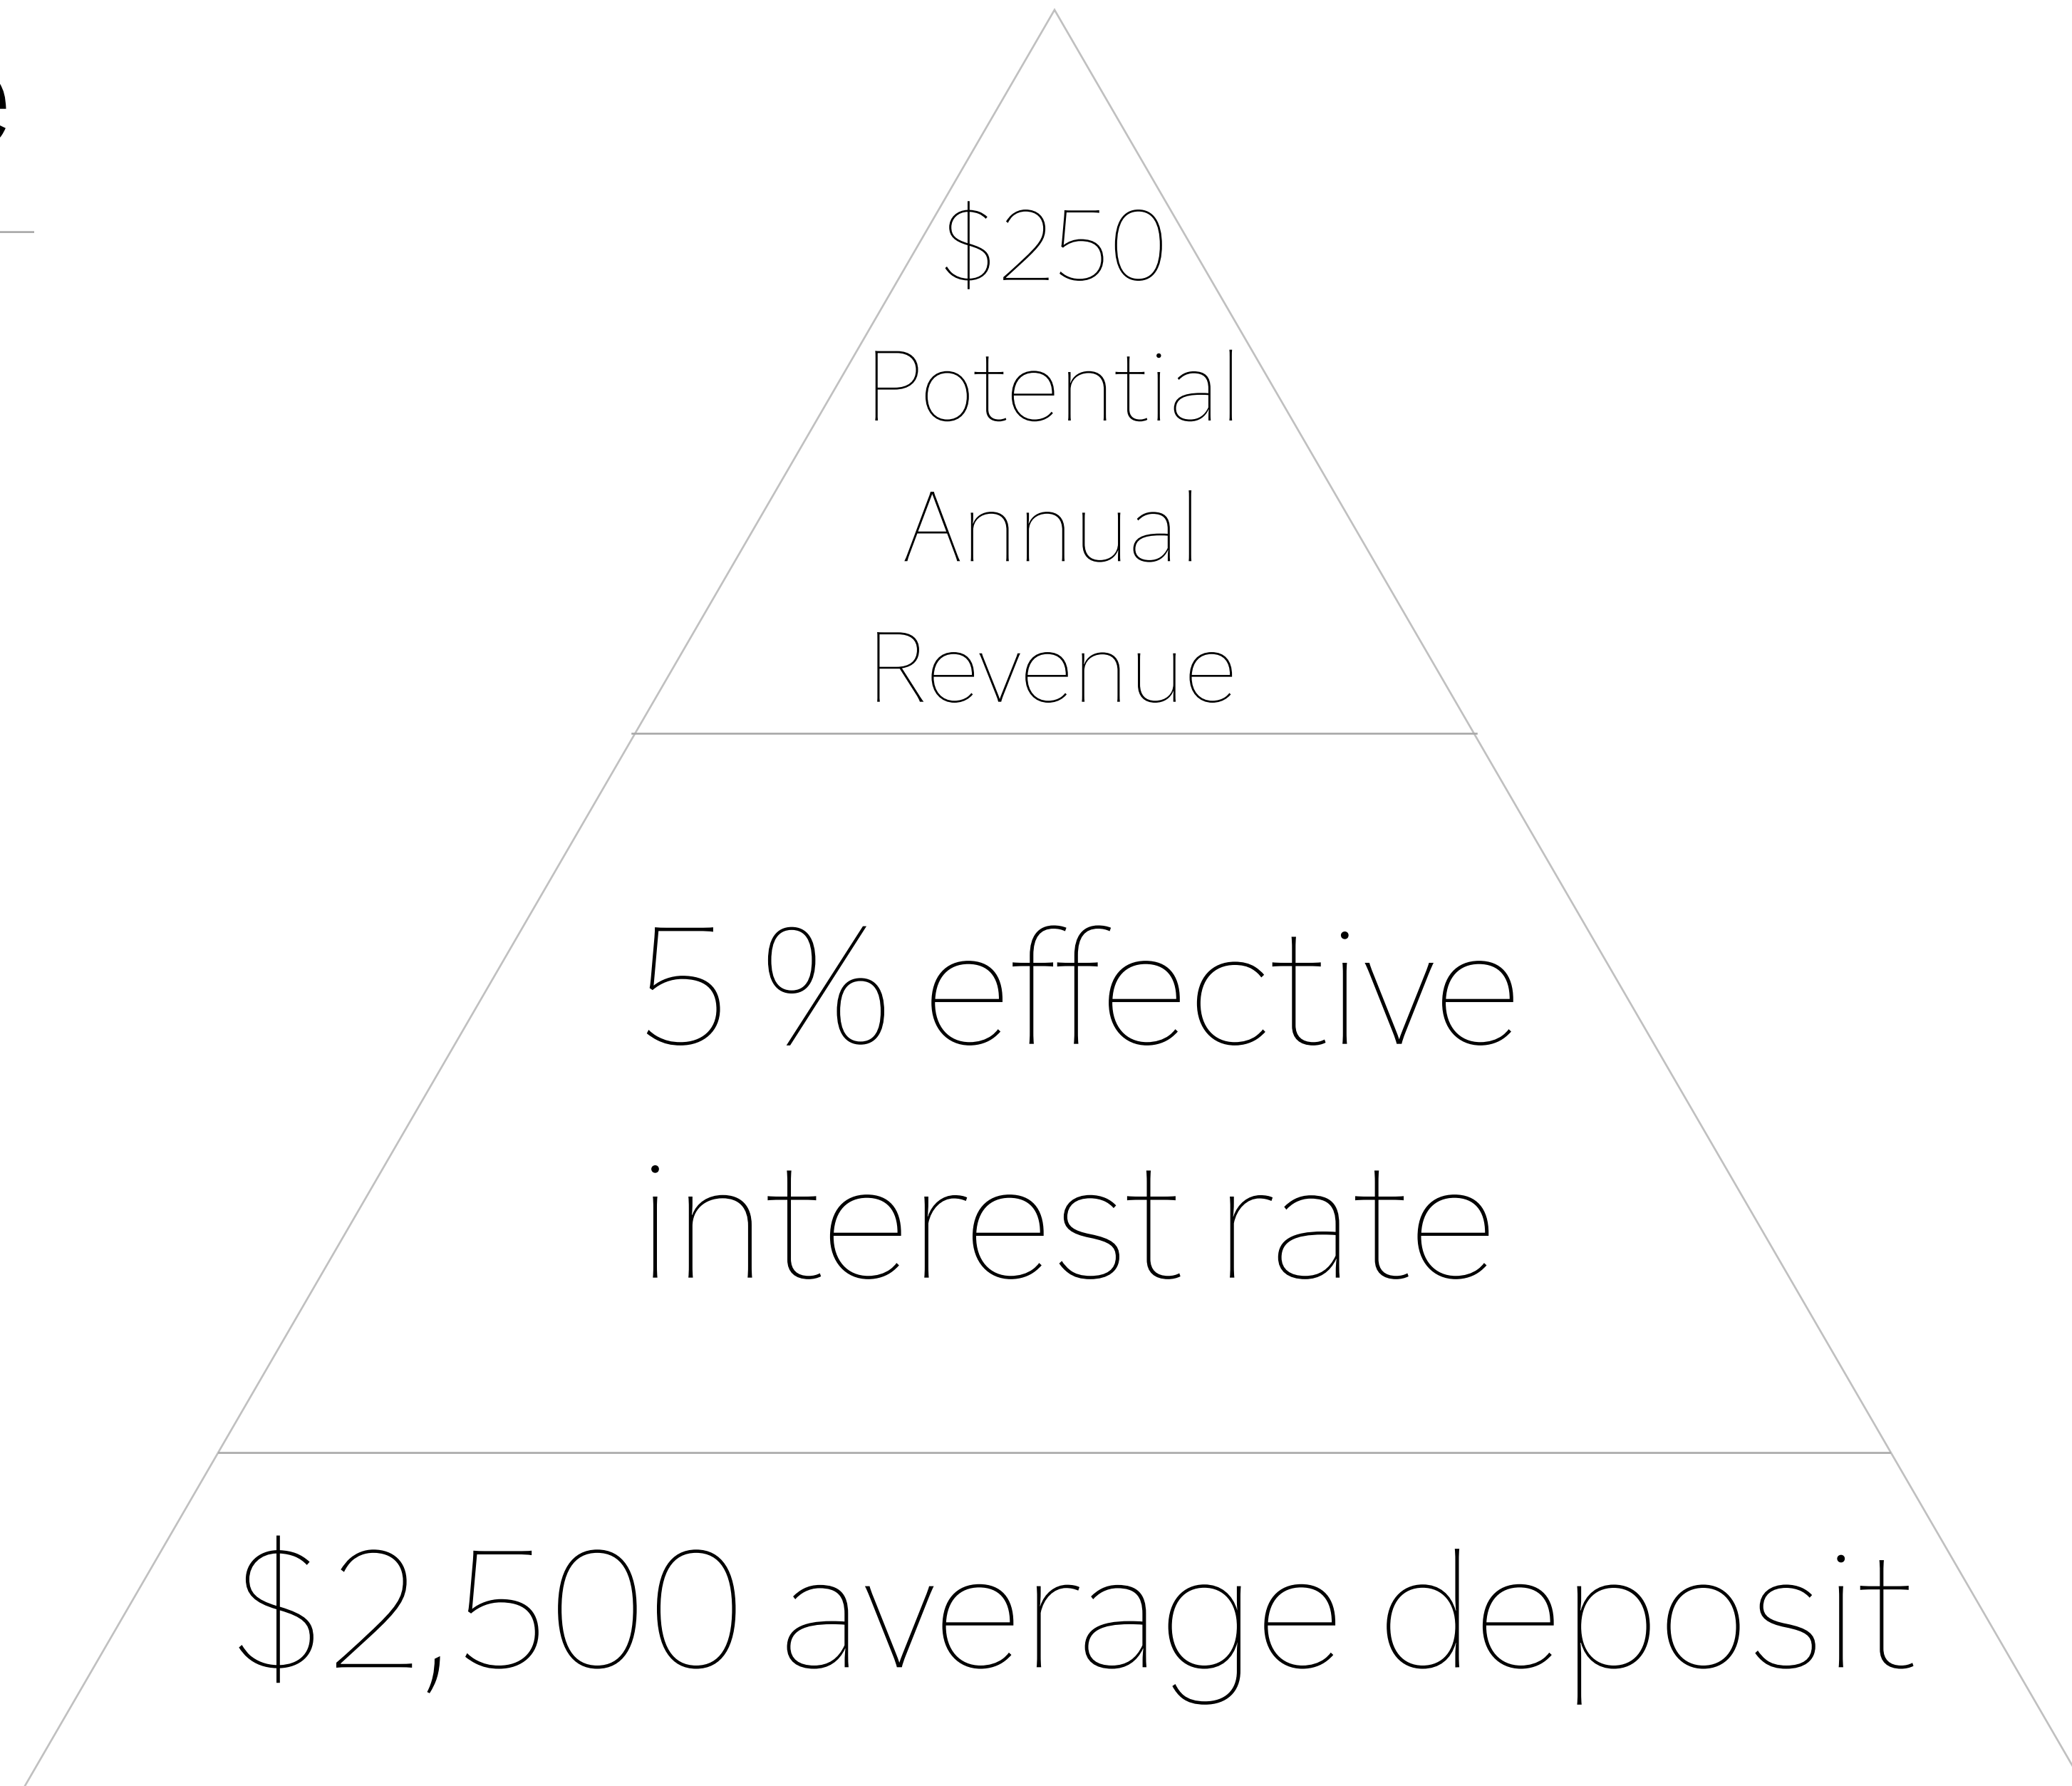 e
$250
Potential
Annual
Revenue
5 % effective
interest rate
$2,500 average deposit